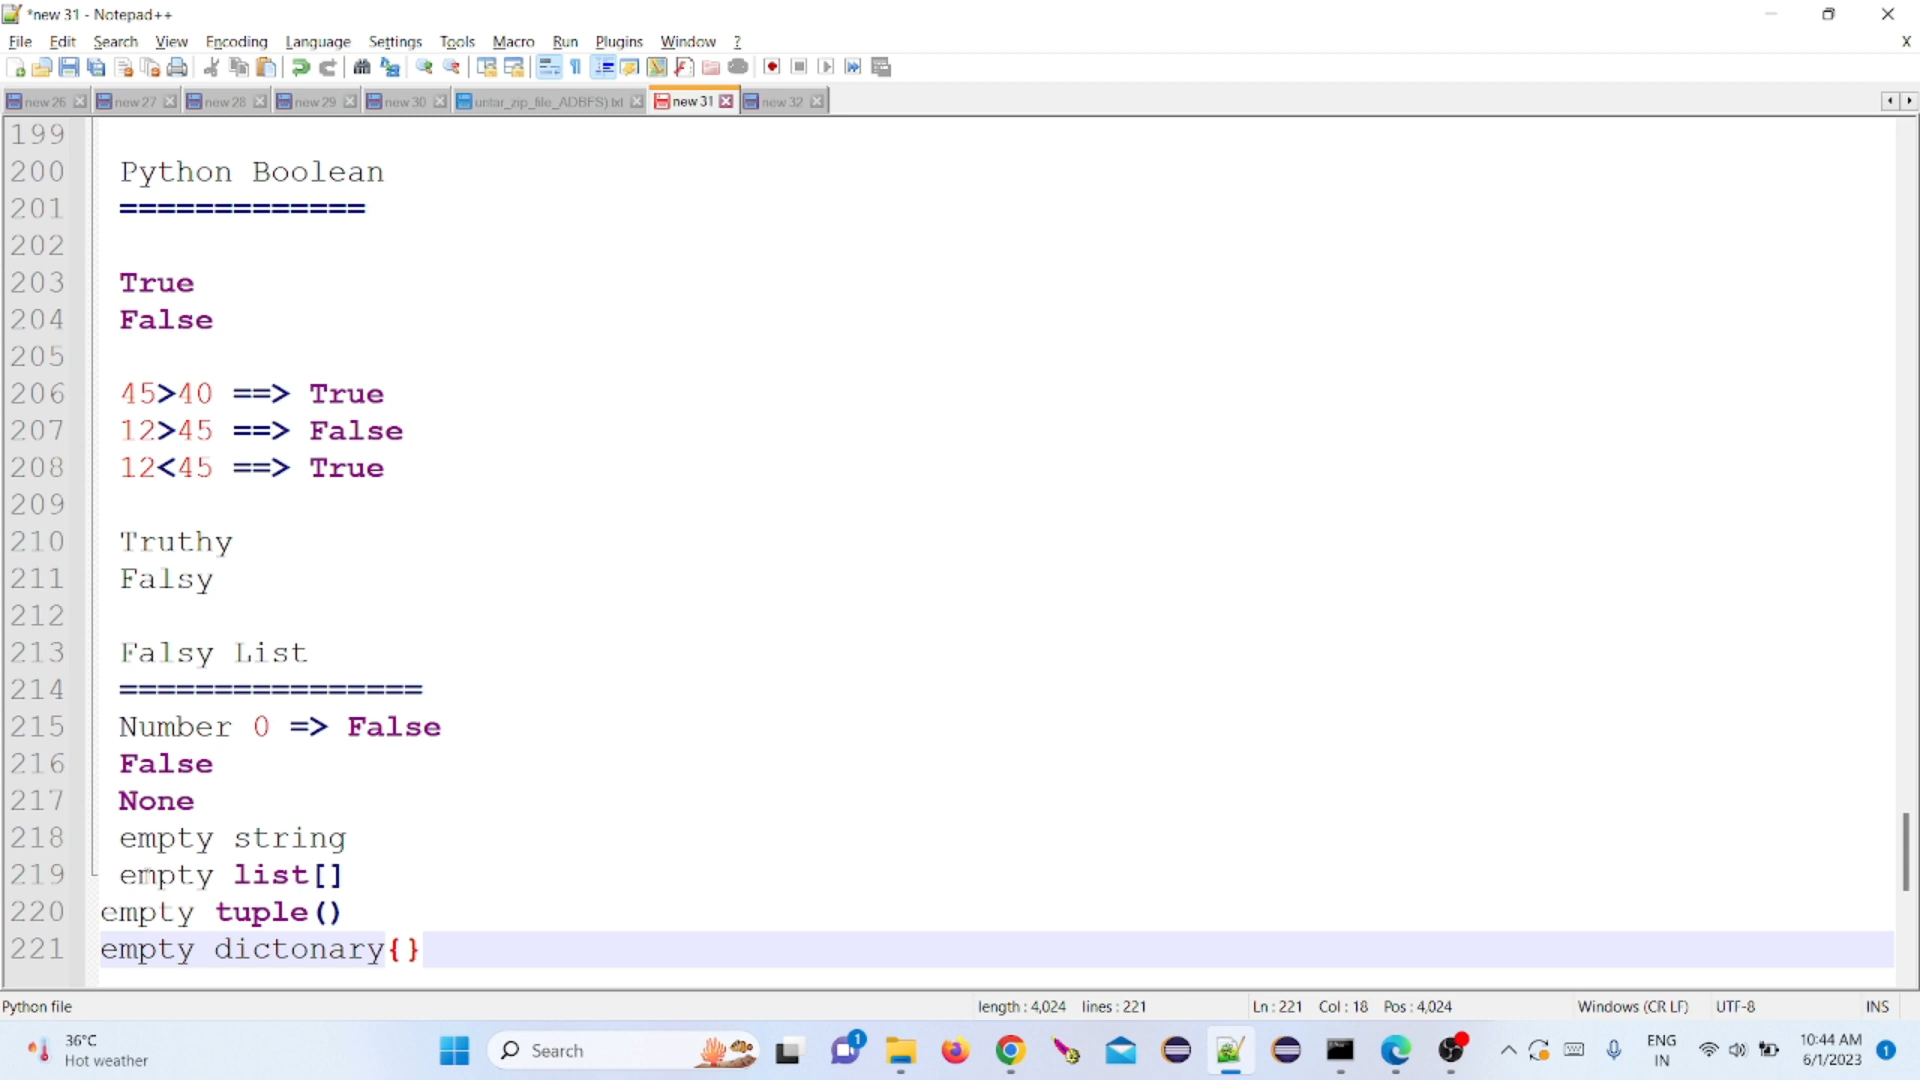 *new 31 - Notepad++
File Edit Search View Encoding Language Settings Tools Macro Run Plugins Window ?
X
new 26 new 27 new 28 new 29 new 30 untar_zip_file_ADBFS).txt new 31 new 32
199
200 Python Boolean
201 =============
202
203 True
204 False
205
206 45>40 ==> True
207 12>45 ==> False
208 12<45 ==> True
209
210 Truthy
211 Falsy
212
213 Falsy List
214 ================
215 Number 0 => False
216 False
217 None
218 empty string
219 empty list[]
220 empty tuple()
221 empty dictonary{}
Python file length : 4,024 lines : 221 Ln : 221 Col : 18 Pos : 4,024 Windows (CR LF) UTF-8 INS
36°C
Hot weather
Search
1
ENG
IN
10:44 AM
6/1/2023
1